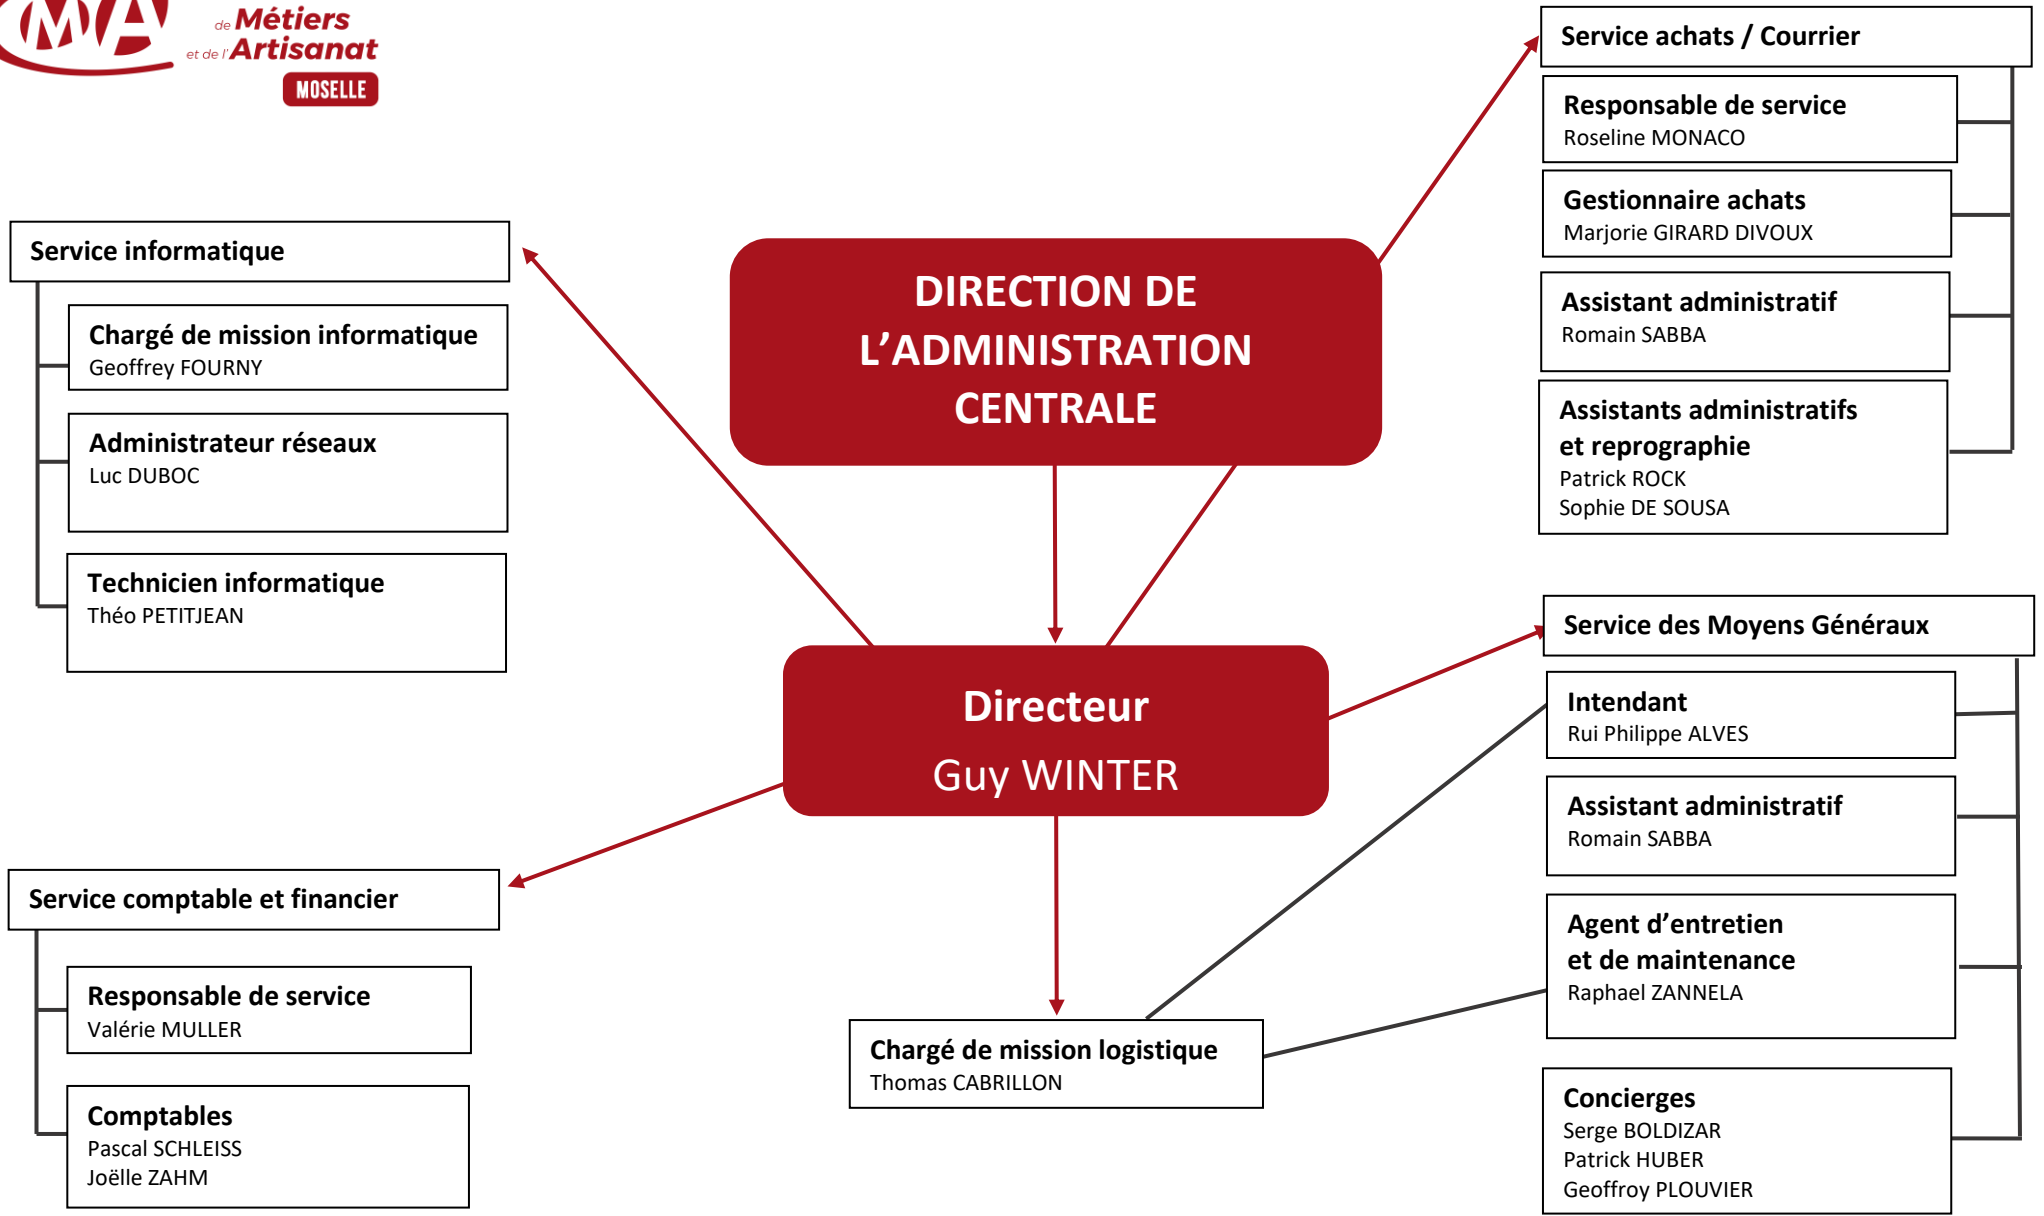 CMA
de Métiers
et de l'Artisanat
MOSELLE
Service achats / Courrier
Responsable de service
Roseline MONACO
Gestionnaire achats
Marjorie GIRARD DIVOUX
Assistant administratif
Romain SABBA
Assistants administratifs
et reprographie
Patrick ROCK
Sophie DE SOUSA
Service informatique
Chargé de mission informatique
Geoffrey FOURNY
Administrateur réseaux
Luc DUBOC
Technicien informatique
Théo PETITJEAN
DIRECTION DE
L’ADMINISTRATION
CENTRALE
Directeur
Guy WINTER
Service des Moyens Généraux
Intendant
Rui Philippe ALVES
Assistant administratif
Romain SABBA
Agent d’entretien
et de maintenance
Raphael ZANNELA
Concierges
Serge BOLDIZAR
Patrick HUBER
Geoffroy PLOUVIER
Service comptable et financier
Responsable de service
Valérie MULLER
Comptables
Pascal SCHLEISS
Joëlle ZAHM
Chargé de mission logistique
Thomas CABRILLON